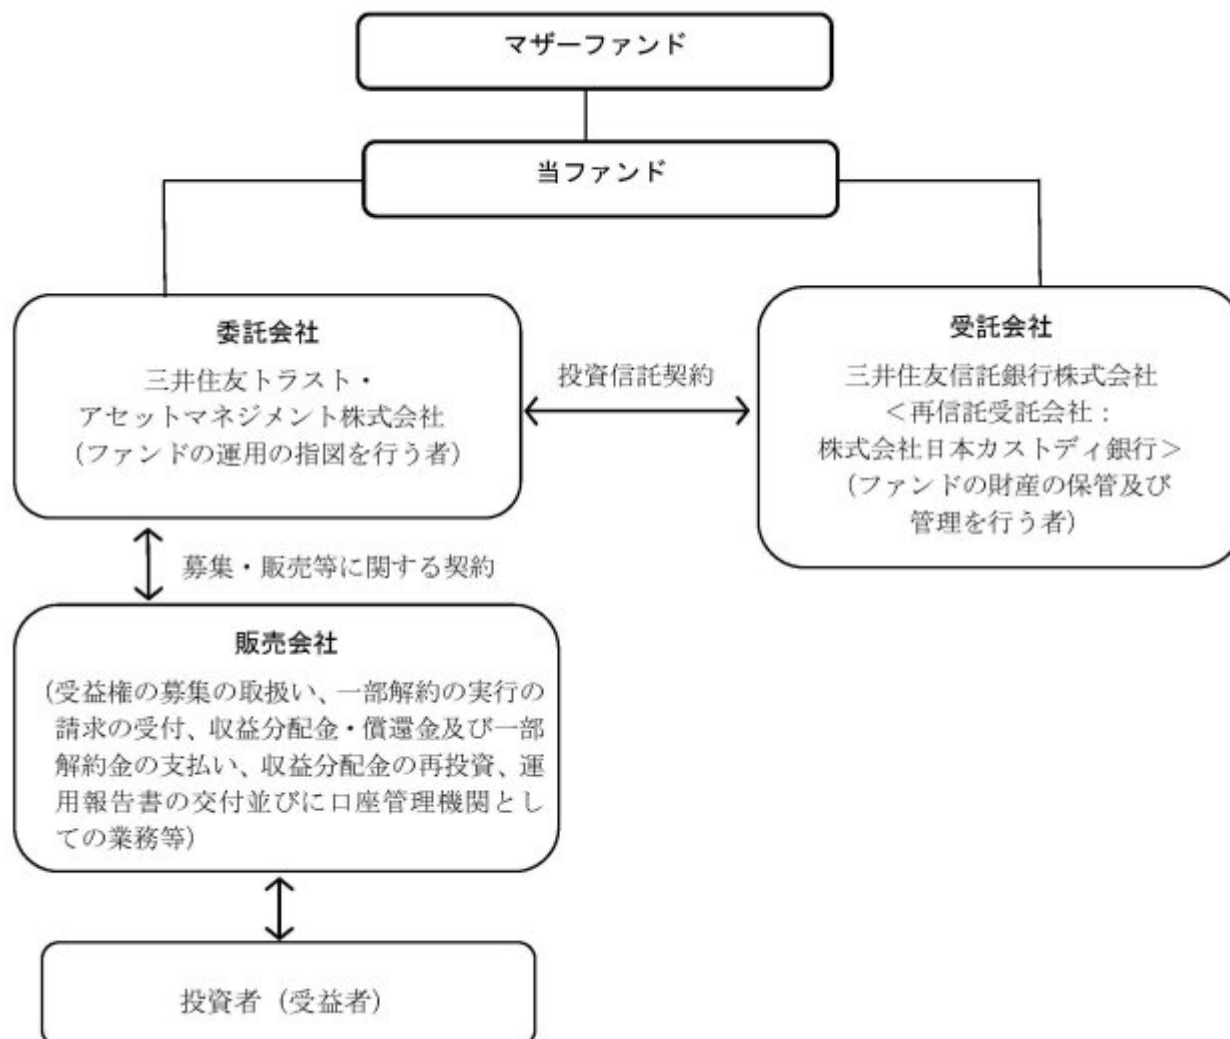 マザーファンド
当ファンド
委託会社
三井住友トラスト・
アセットマネジメント株式会社
（ファンドの運用の指図を行う者）
投資信託契約
受託会社
三井住友信託銀行株式会社
＜再信託受託会社：
株式会社日本カストディ銀行＞
（ファンドの財産の保管及び
管理を行う者）
募集・販売等に関する契約
販売会社
（受益権の募集の取扱い、一部解約の実行の
請求の受付、収益分配金・償還金及び一部
解約金の支払い、収益分配金の再投資、運
用報告書の交付並びに口座管理機関とし
ての業務等）
投資者（受益者）